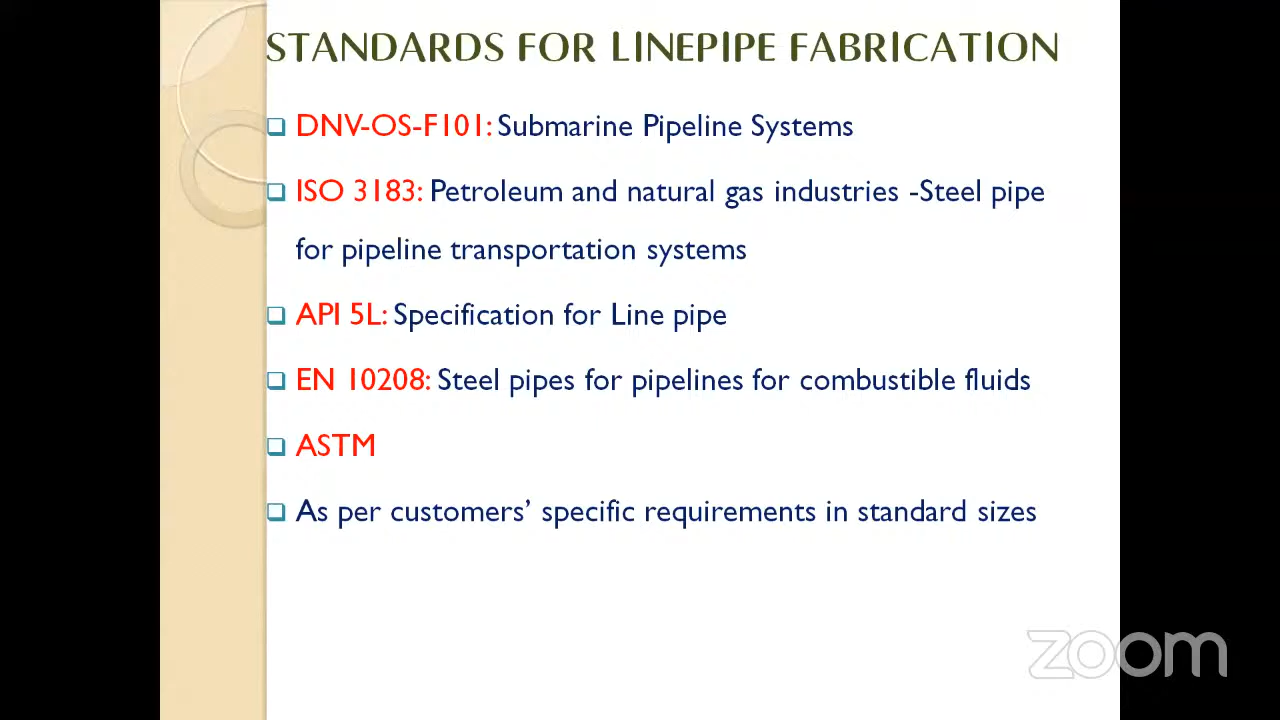 STANDARDS FOR LINEPIPE FABRICATION
DNV-OS-F101: Submarine Pipeline Systems
ISO 3183: Petroleum and natural gas industries -Steel pipe
for pipeline transportation systems
API 5L: Specification for Line pipe
EN 10208: Steel pipes for pipelines for combustible fluids
ASTM
As per customers’ specific requirements in standard sizes
zoom